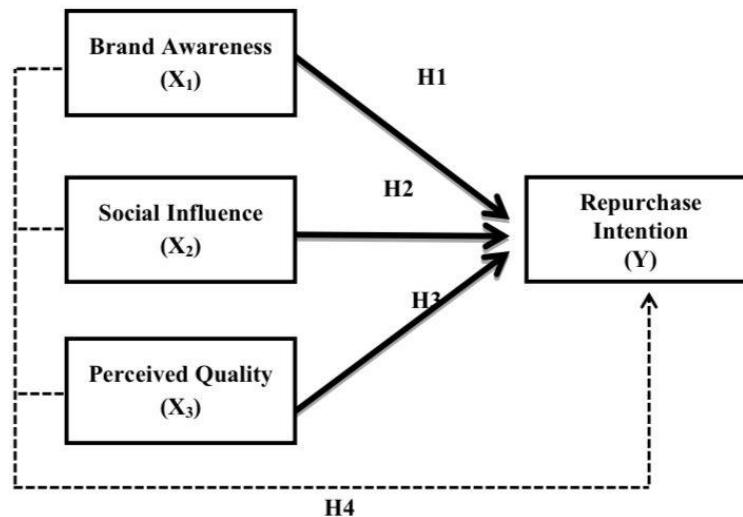 Brand Awareness
(X₁)
H1
Social Influence
(X₂)
H2
Repurchase
Intention
(Y)
H3
Perceived Quality
(X₃)
H4